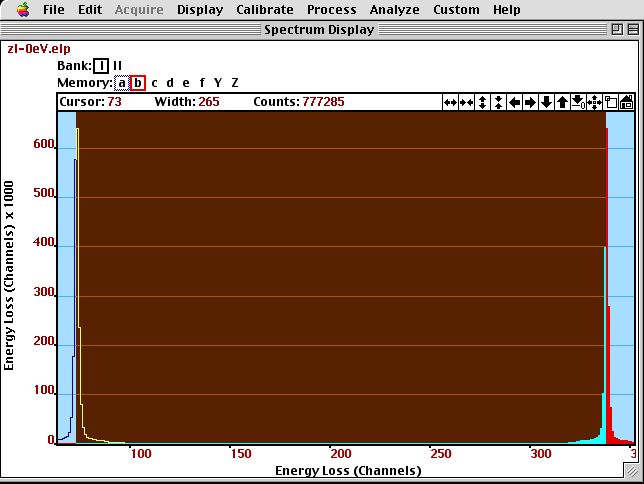 File Edit Acquire Display Calibrate Process Analyze Custom Help
Spectrum Display
zl-0eV.elp
Bank: I II
Memory: a b c d e f Y Z
Cursor: 73 Width: 265 Counts: 777285
Energy Loss (Channels) x 1000
600
500
400
300
200
100
0
100 150 200 250 300 3
Energy Loss (Channels)